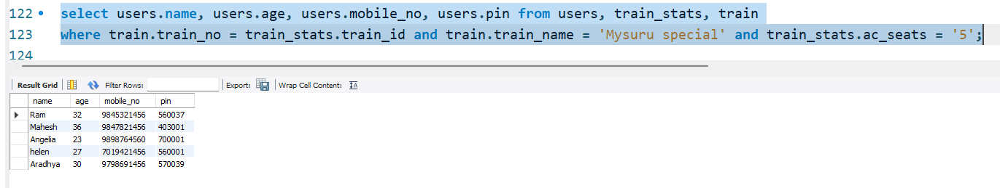 122 select users.name, users.age, users.mobile_no, users.pin from users, train_stats, train
123 where train.train_no = train_stats.train_id and train.train_name = 'Mysuru special' and train_stats.ac_seats = '5';
124
Result Grid Filter Rows: Export: Wrap Cell Content:
name age mobile_no pin
Ram 32 9845321456 560037
Mahesh 36 9847821456 403001
Angelia 23 9898764560 700001
helen 27 7019421456 560001
Aradhya 30 9798691456 570039